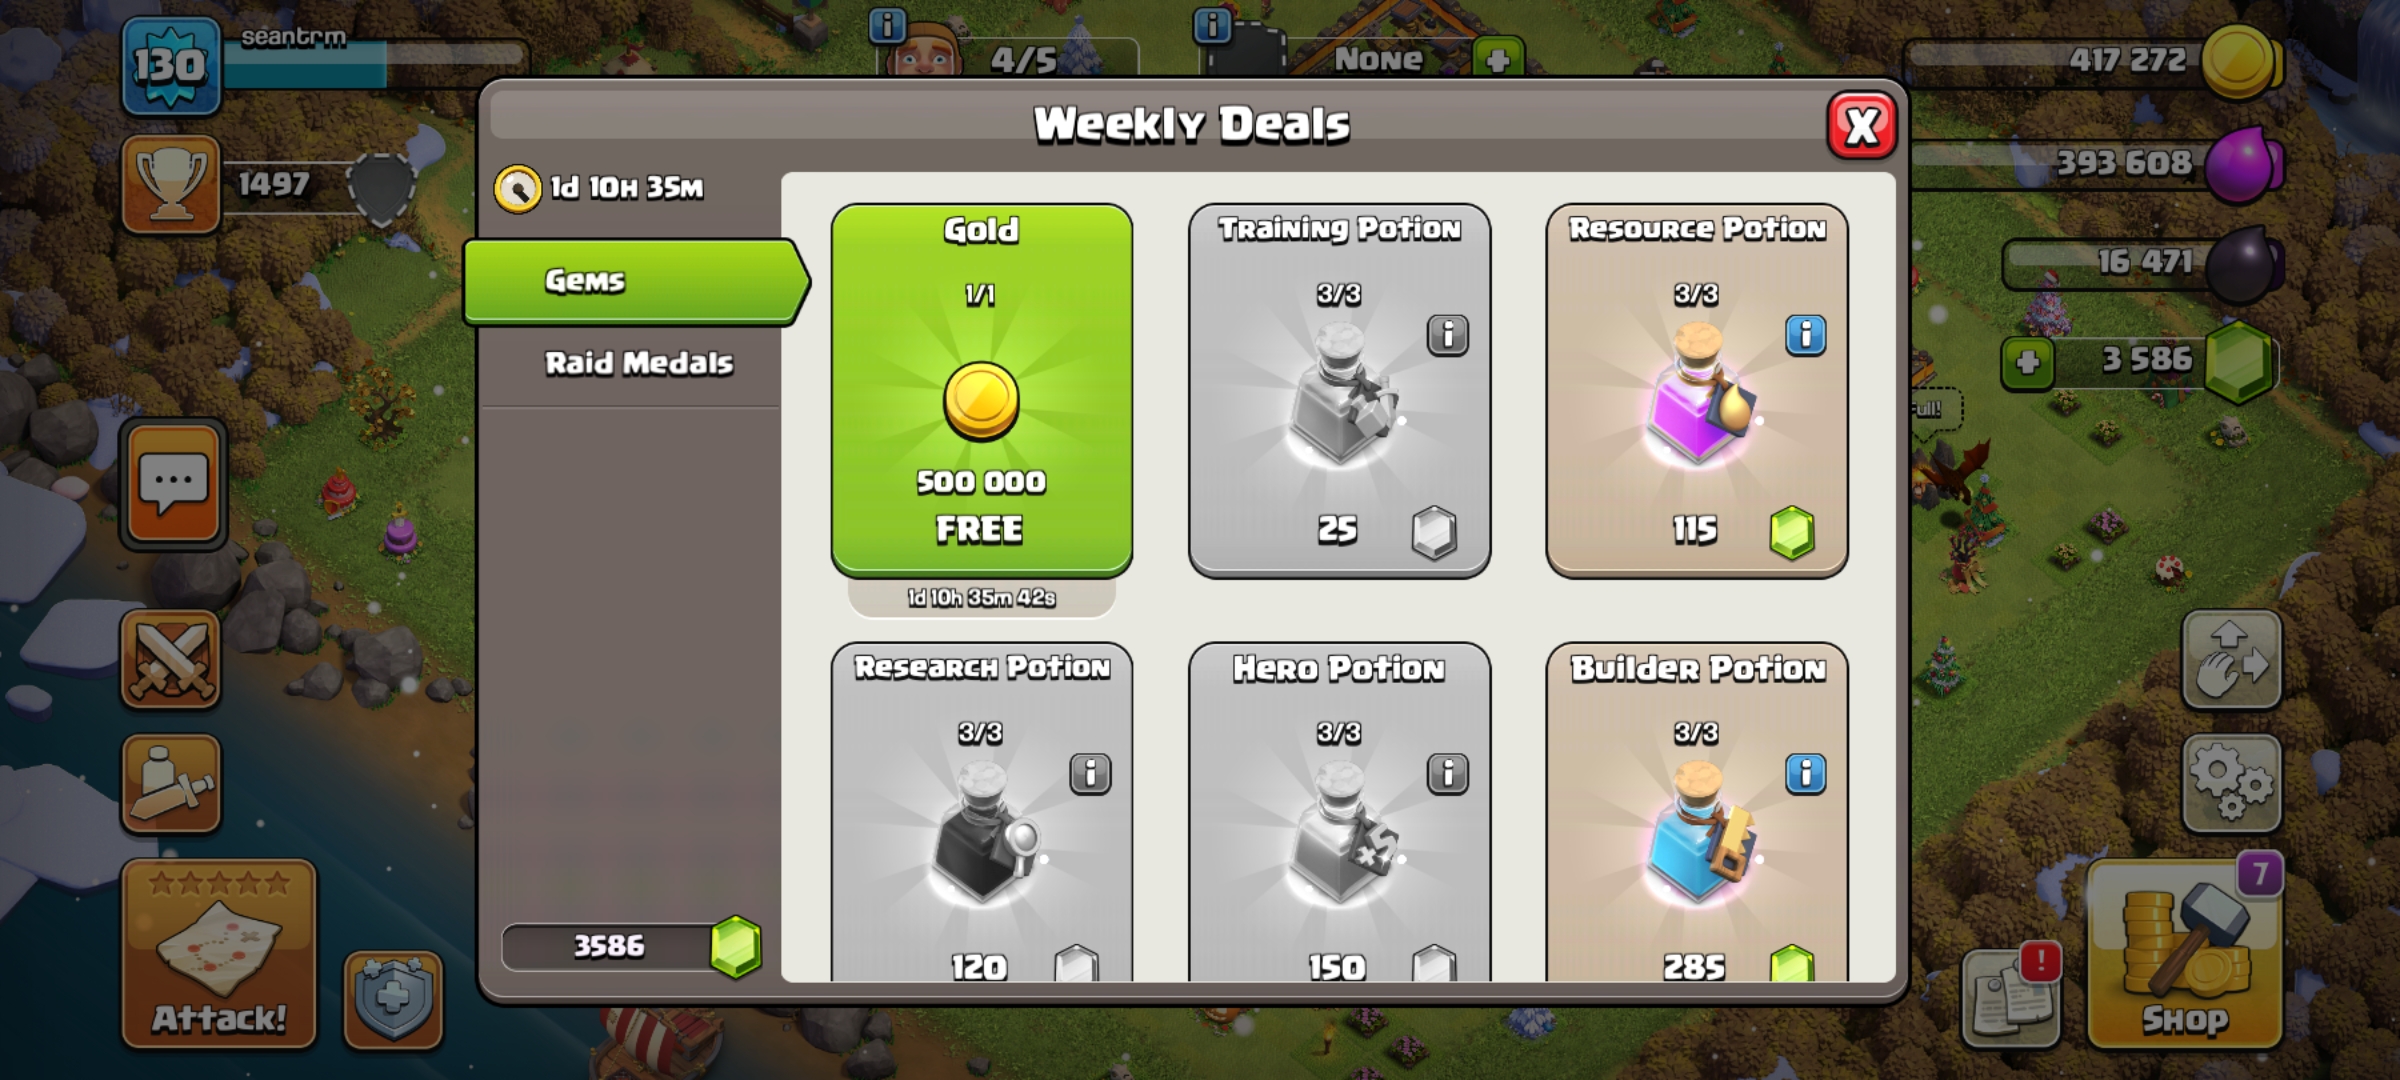 130
seantrm
4/5
None
417 272
Weekly Deals
X
1497
1d 10h 35m
393 608
Gems
Raid Medals
16 471
3 586
Full!
Gold
1/1
500 000
FREE
1d 10h 35m 42s
Training Potion
3/3
25
Resource Potion
3/3
115
Research Potion
3/3
120
Hero Potion
3/3
x5
150
Builder Potion
3/3
285
3586
Attack!
7
!
Shop